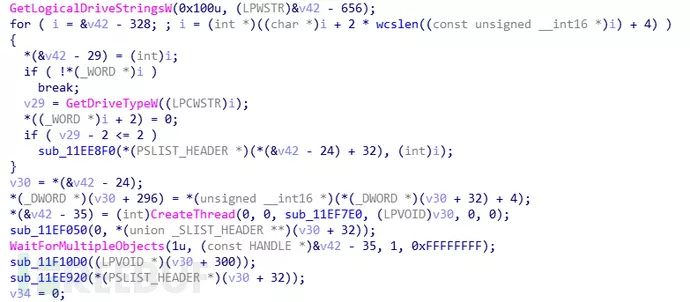 GetLogicalDriveStringsW(0x100u, (LPWSTR)&v42 - 656);
for ( i = &v42 - 328; ; i = (int *)((char *)i + 2 * wcslen((const unsigned __int16 *)i) + 4) )
{
*(&v42 - 29) = (int)i;
if ( !*(_WORD *)i )
break;
v29 = GetDriveTypeW((LPCWSTR)i);
*((_WORD *)i + 2) = 0;
if ( v29 - 2 <= 2 )
sub_11EE8F0(*(PSLIST_HEADER *)(*(&v42 - 24) + 32), (int)i);
}
v30 = *(&v42 - 24);
*(_DWORD *)(v30 + 296) = *(unsigned __int16 *)(*(_DWORD *)(v30 + 32) + 4);
*(&v42 - 35) = (int)CreateThread(0, 0, sub_11EF7E0, (LPVOID)v30, 0, 0);
sub_11EF050(0, *(union _SLIST_HEADER **)(v30 + 32));
WaitForMultipleObjects(1u, (const HANDLE *)&v42 - 35, 1, 0xFFFFFFFF);
sub_11F10D0((LPVOID *)(v30 + 300));
sub_11EE920(*(PSLIST_HEADER *)(v30 + 32));
v34 = 0;